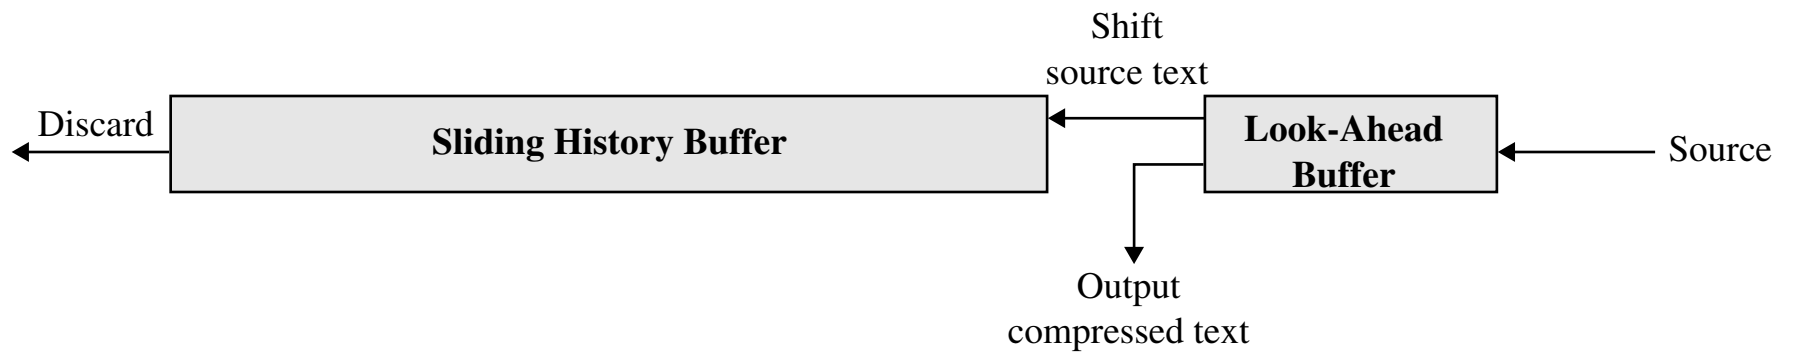 Shift
source text
Discard
Sliding History Buffer
Look-Ahead
Buffer
Source
Output
compressed text